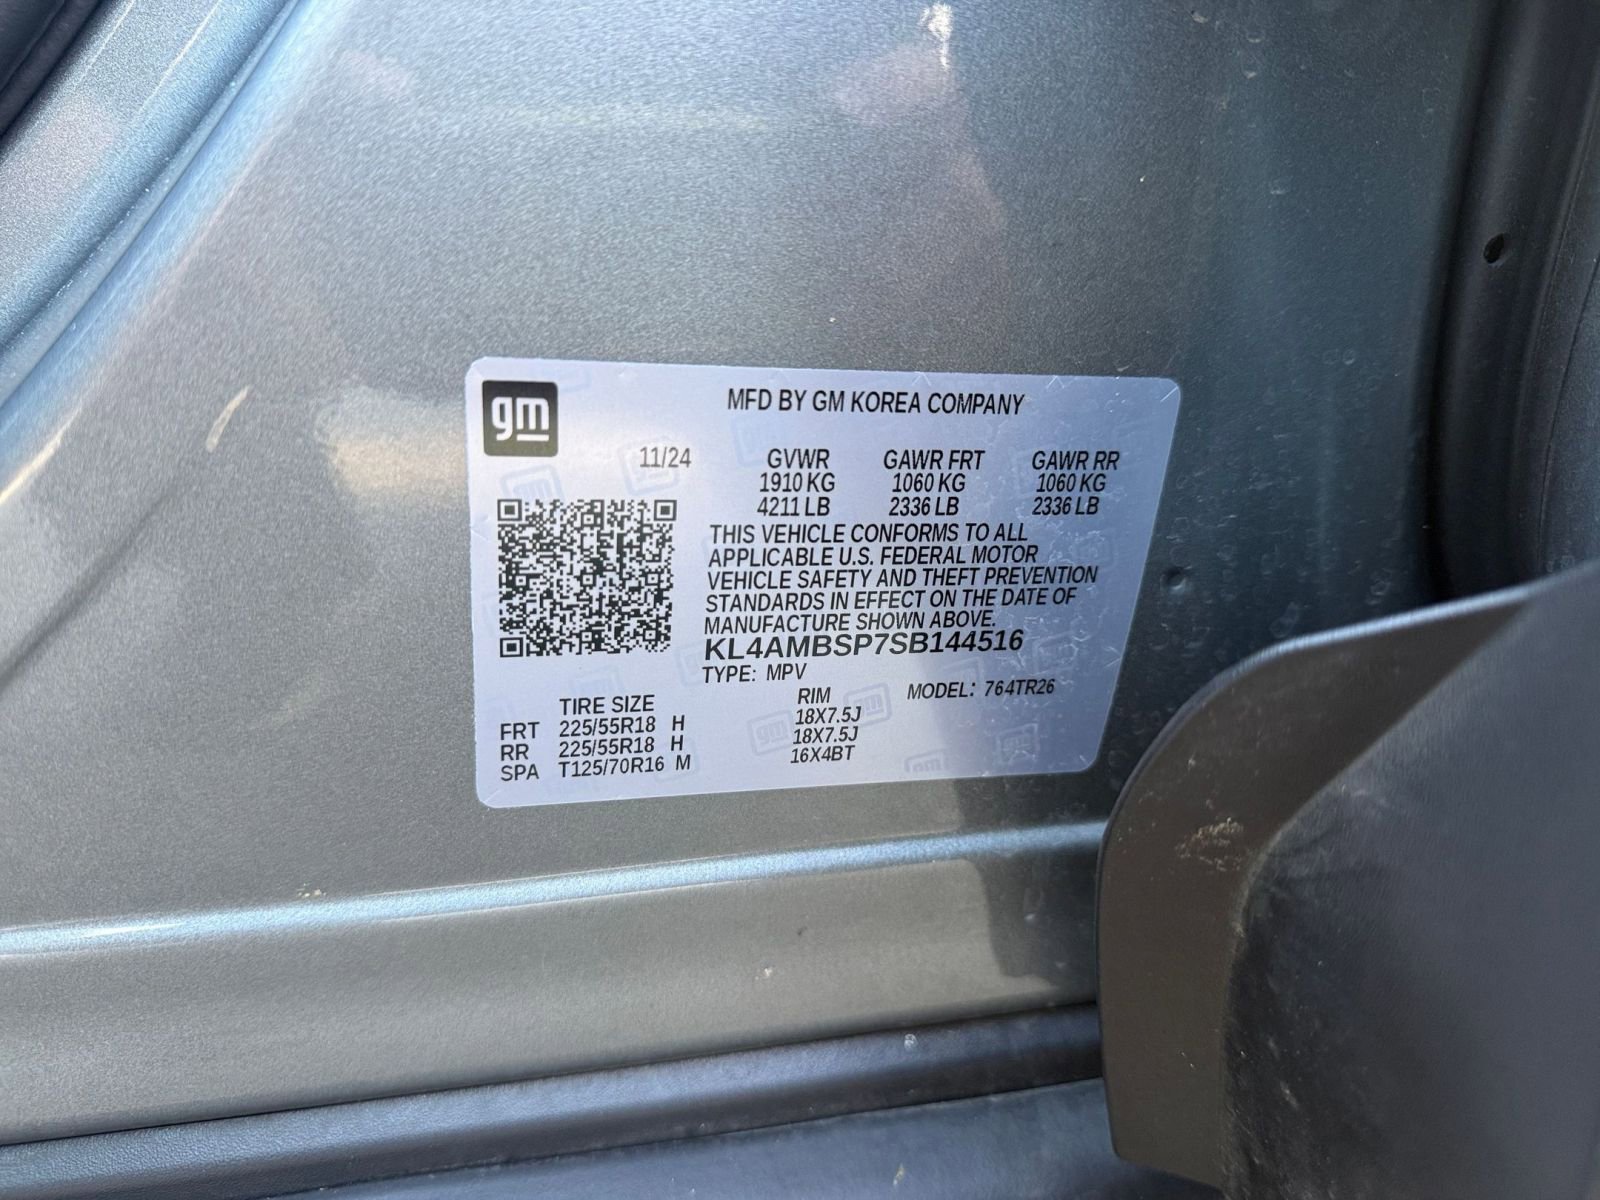 gm
MFD BY GM KOREA COMPANY
11/24 GVWR GAWR FRT GAWR RR
1910 KG 1060 KG 1060 KG
4211 LB 2336 LB 2336 LB
THIS VEHICLE CONFORMS TO ALL
APPLICABLE U.S. FEDERAL MOTOR
VEHICLE SAFETY AND THEFT PREVENTION
STANDARDS IN EFFECT ON THE DATE OF
MANUFACTURE SHOWN ABOVE.
KL4AMBSP7SB144516
TYPE: MPV
TIRE SIZE RIM MODEL: 764TR26
FRT 225/55R18 H 18X7.5J
RR 225/55R18 H 18X7.5J
SPA T125/70R16 M 16X4BT